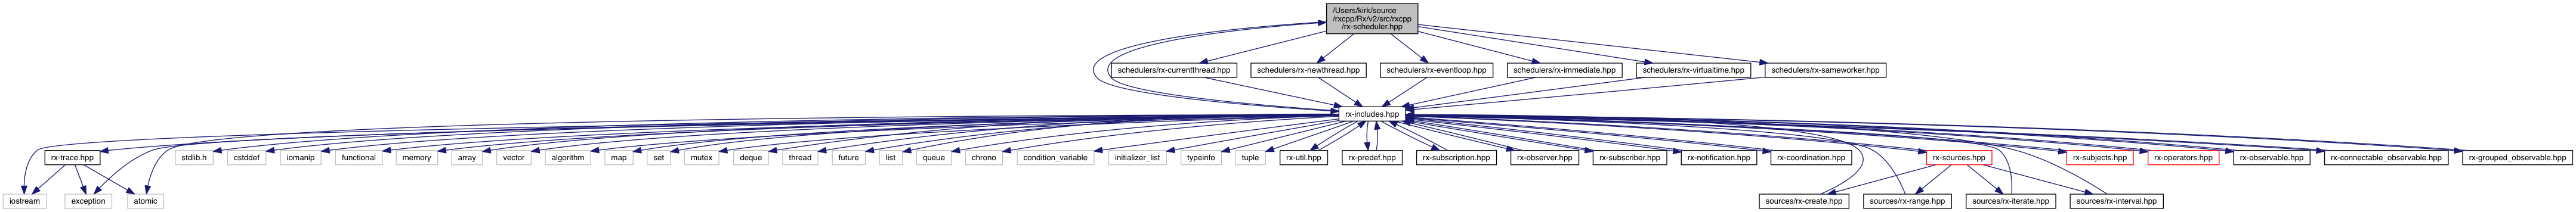 /Users/kirk/source
/rxcpp/Rx/v2/src/rxcpp
/rx-scheduler.hpp
schedulers/rx-currentthread.hpp
schedulers/rx-newthread.hpp
schedulers/rx-eventloop.hpp
schedulers/rx-immediate.hpp
schedulers/rx-virtualtime.hpp
schedulers/rx-sameworker.hpp
rx-includes.hpp
rx-trace.hpp
stdlib.h
cstddef
iomanip
functional
memory
array
vector
algorithm
map
set
mutex
deque
thread
future
list
queue
chrono
condition_variable
initializer_list
typeinfo
tuple
rx-util.hpp
rx-predef.hpp
rx-subscription.hpp
rx-observer.hpp
rx-subscriber.hpp
rx-notification.hpp
rx-coordination.hpp
rx-sources.hpp
rx-subjects.hpp
rx-operators.hpp
rx-observable.hpp
rx-connectable_observable.hpp
rx-grouped_observable.hpp
iostream
exception
atomic
sources/rx-create.hpp
sources/rx-range.hpp
sources/rx-iterate.hpp
sources/rx-interval.hpp